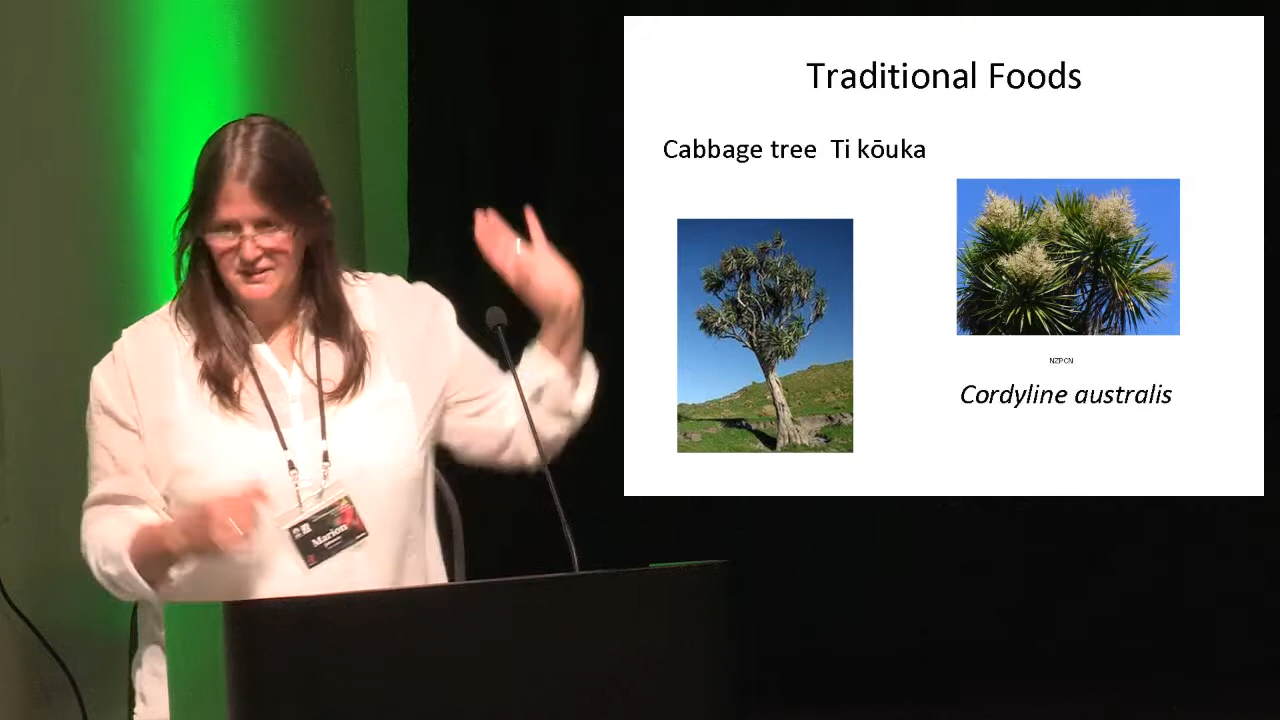 Traditional Foods
Cabbage tree Ti kōuka
NZPCN
Cordyline australis
Marion